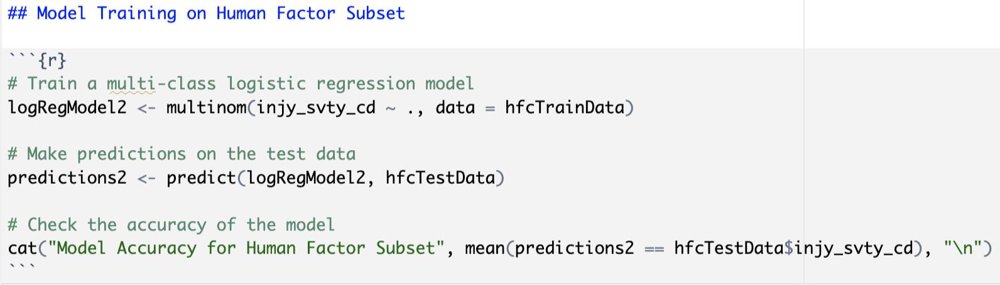 ## Model Training on Human Factor Subset
```{r}
# Train a multi-class logistic regression model
logRegModel2 <- multinom(injy_svty_cd ~ ., data = hfcTrainData)
# Make predictions on the test data
predictions2 <- predict(logRegModel2, hfcTestData)
# Check the accuracy of the model
cat("Model Accuracy for Human Factor Subset", mean(predictions2 == hfcTestData$injy_svty_cd), "\n")
```